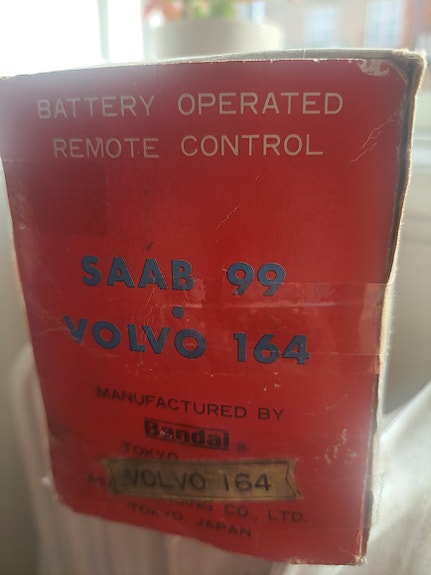 BATTERY OPERATED
REMOTE CONTROL
SAAB 99
•
VOLVO 164
MANUFACTURED BY
Bandai ®
TOKYO
VOLVO 164
CO., LTD.
TOKYO JAPAN